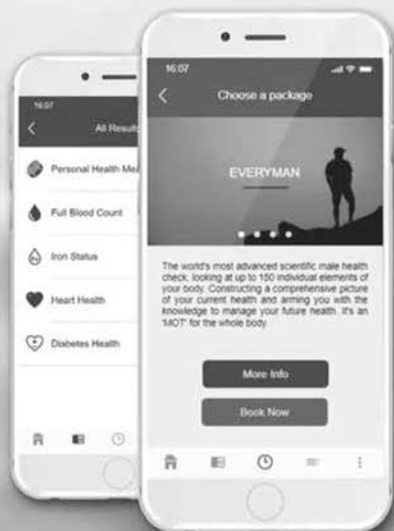 16:07
All Results
Personal Health
Full Blood Count
Iron Status
Heart Health
Diabetes Health
16:07
Choose a package
EVERYMAN
The world's most advanced scientific male health
check, looking at up to 150 individual elements of
your body. Constructing a comprehensive picture
of your current health and arming you with the
knowledge to manage your future health. It's an
'MOT' for the whole body
More Info
Book Now